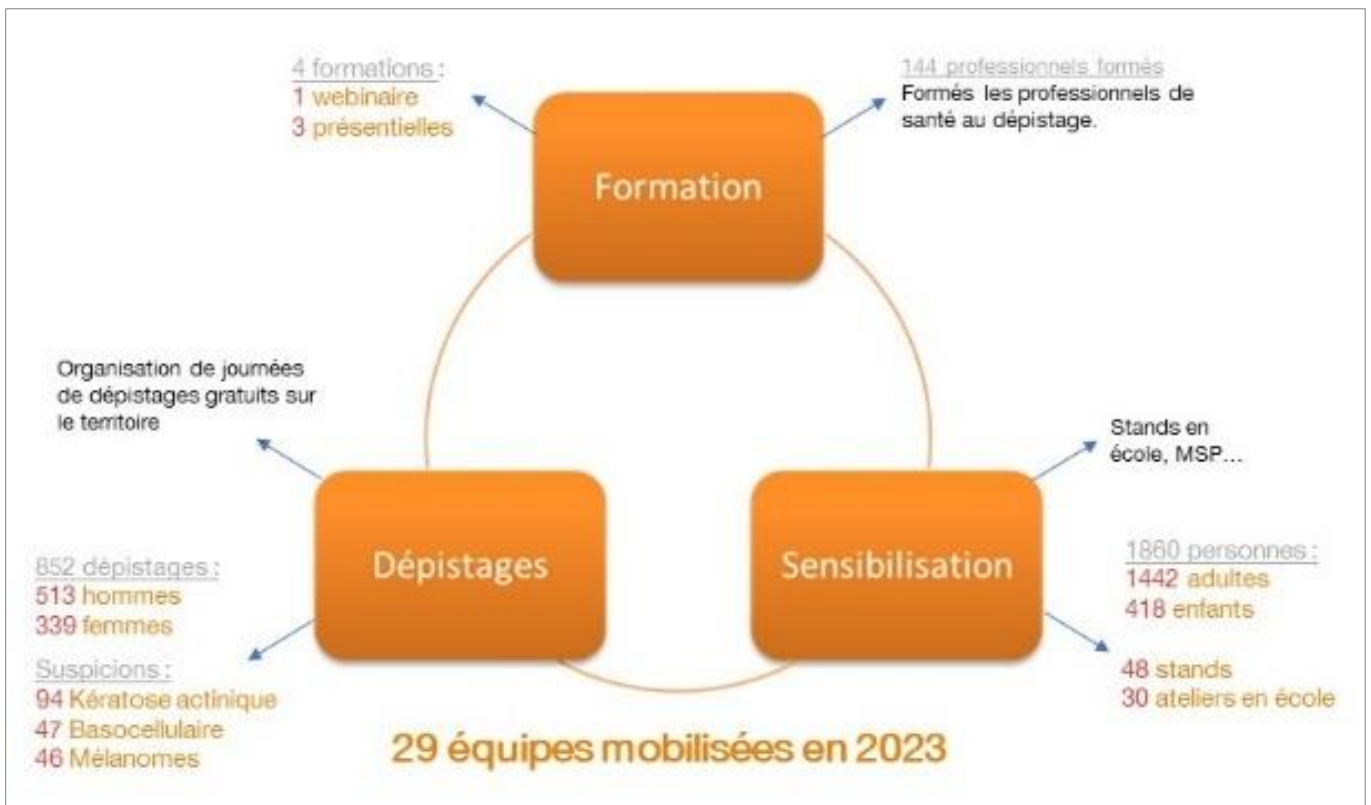 4 formations :
1 webinaire
3 présentielles
144 professionnels formés
Formés les professionnels de
santé au dépistage.
Formation
Organisation de journées
de dépistages gratuits sur
le territoire
Stands en
école, MSP...
Dépistages
Sensibilisation
852 dépistages :
513 hommes
339 femmes
Suspicions :
94 Kératose actinique
47 Basocellulaire
46 Mélanomes
1860 personnes :
1442 adultes
418 enfants
48 stands
30 ateliers en école
29 équipes mobilisées en 2023